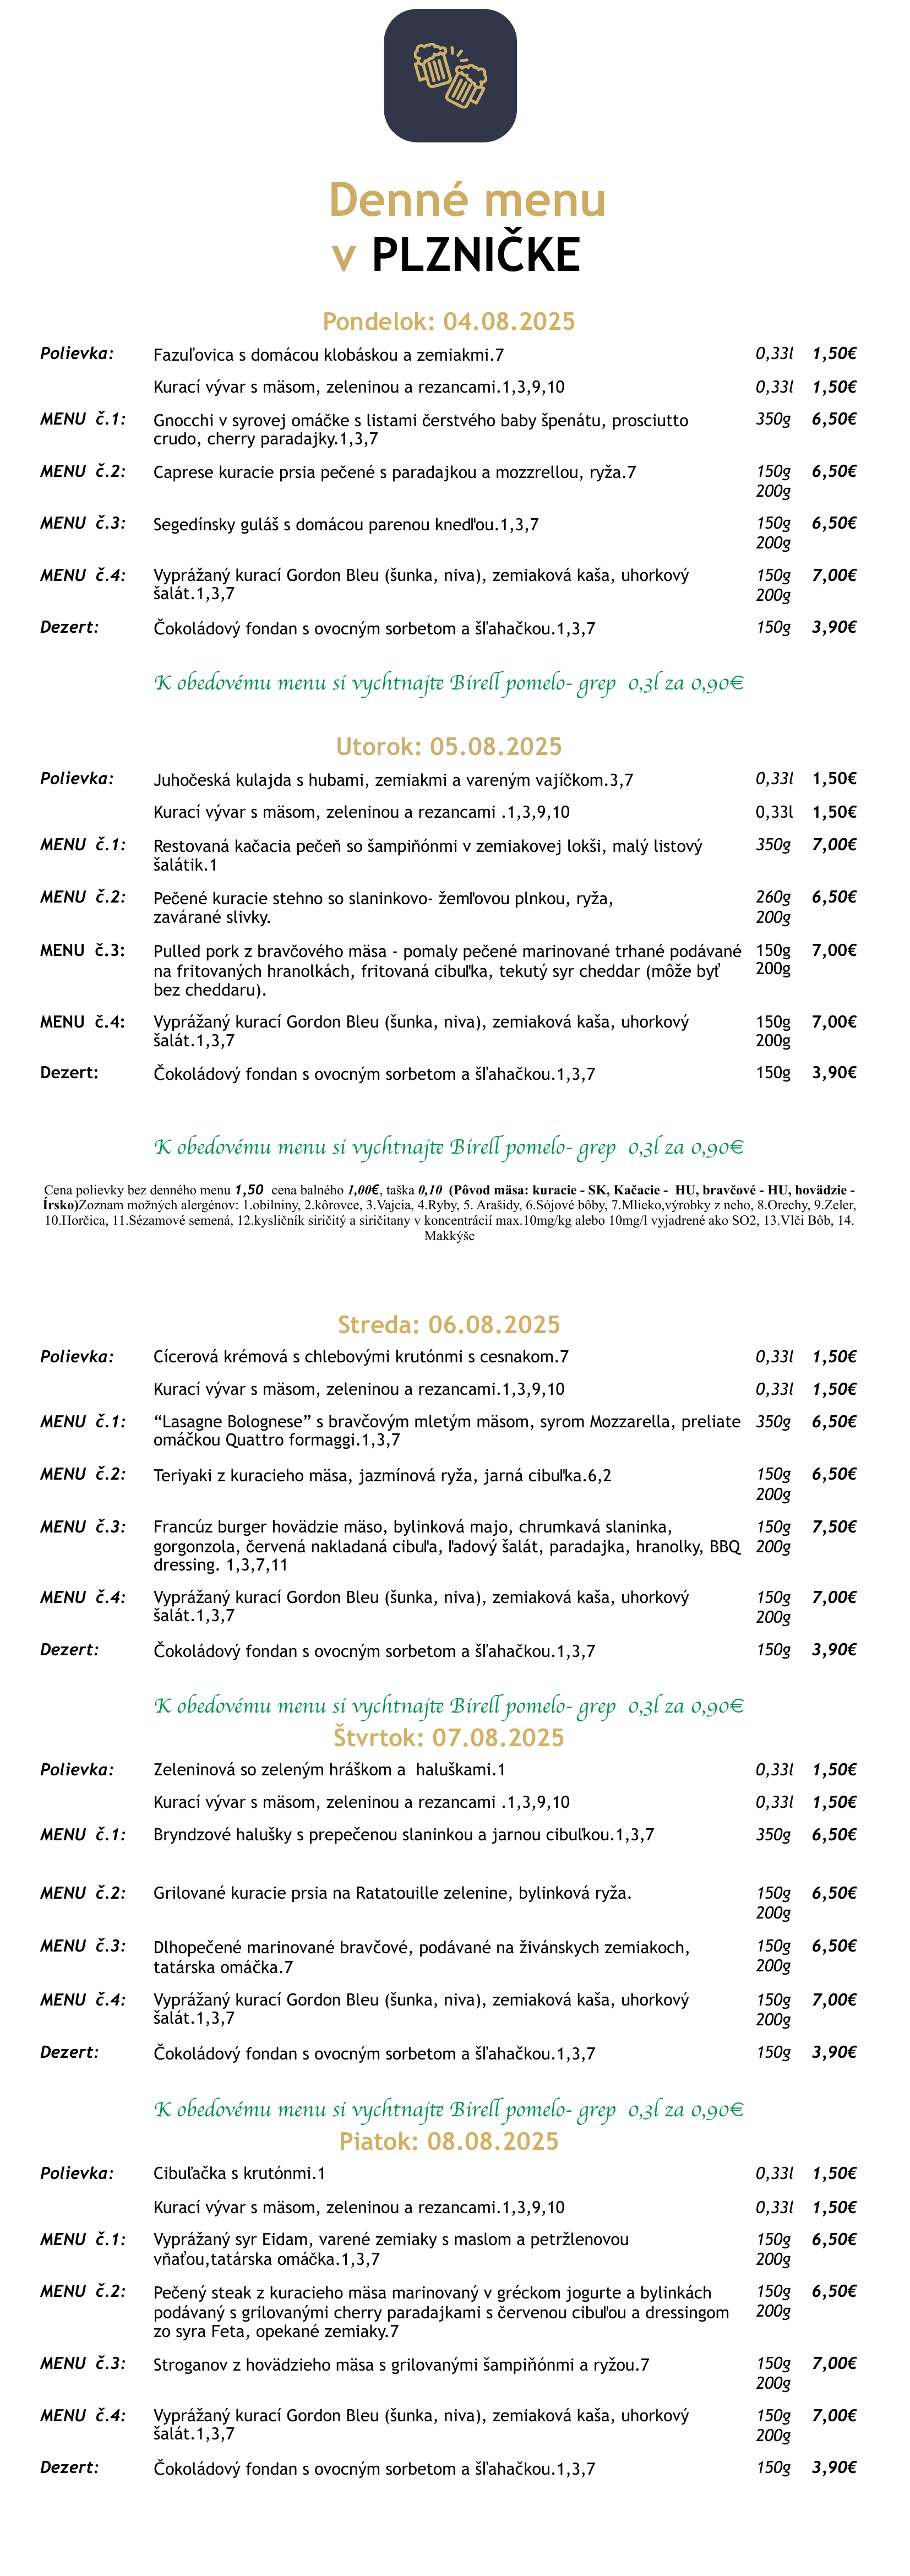 Denné menu
v PLZNIČKE
Pondelok: 04.08.2025
Polievka: Fazuľovica s domácou klobáskou a zemiakmi.7 0,33l 1,50€
Kurací vývar s mäsom, zeleninou a rezancami.1,3,9,10 0,33l 1,50€
MENU č.1: Gnocchi v syrovej omáčke s listami čerstvého baby špenátu, prosciutto 350g 6,50€
crudo, cherry paradajky.1,3,7
MENU č.2: Caprese kuracie prsia pečené s paradajkou a mozzrellou, ryža.7 150g 6,50€
200g
MENU č.3: Segedínsky guláš s domácou parenou knedľou.1,3,7 150g 6,50€
200g
MENU č.4: Vyprážaný kurací Gordon Bleu (šunka, niva), zemiaková kaša, uhorkový 150g 7,00€
šalát.1,3,7 200g
Dezert: Čokoládový fondan s ovocným sorbetom a šľahačkou.1,3,7 150g 3,90€
K obedovému menu si vychtnajte Birell pomelo- grep 0,3l za 0,90€
Utorok: 05.08.2025
Polievka: Juhočeská kulajda s hubami, zemiakmi a vareným vajíčkom.3,7 0,33l 1,50€
Kurací vývar s mäsom, zeleninou a rezancami .1,3,9,10 0,33l 1,50€
MENU č.1: Restovaná kačacia pečeň so šampiňónmi v zemiakovej lokši, malý listový 350g 7,00€
šalátik.1
MENU č.2: Pečené kuracie stehno so slaninkovo- žemľovou plnkou, ryža, 260g 6,50€
zavárané slivky. 200g
MENU č.3: Pulled pork z bravčového mäsa - pomaly pečené marinované trhané podávané 150g 7,00€
na fritovaných hranolkách, fritovaná cibuľka, tekutý syr cheddar (môže byť 200g
bez cheddaru).
MENU č.4: Vyprážaný kurací Gordon Bleu (šunka, niva), zemiaková kaša, uhorkový 150g 7,00€
šalát.1,3,7 200g
Dezert: Čokoládový fondan s ovocným sorbetom a šľahačkou.1,3,7 150g 3,90€
K obedovému menu si vychtnajte Birell pomelo- grep 0,3l za 0,90€
Cena polievky bez denného menu 1,50 cena balného 1,00€, taška 0,10 (Pôvod mäsa: kuracie - SK, Kačacie - HU, bravčové - HU, hovädzie -
Írsko)Zoznam možných alergénov: 1.obilniny, 2.kôrovce, 3.Vajcia, 4.Ryby, 5. Arašidy, 6.Sójové bôby, 7.Mlieko,výrobky z neho, 8.Orechy, 9.Zeler,
10.Horčica, 11.Sézamové semená, 12.kysličník siričitý a siričitany v koncentrácií max.10mg/kg alebo 10mg/l vyjadrené ako SO2, 13.Vlči Bôb, 14.
Makkýše
Streda: 06.08.2025
Polievka: Cícerová krémová s chlebovými krutónmi s cesnakom.7 0,33l 1,50€
Kurací vývar s mäsom, zeleninou a rezancami.1,3,9,10 0,33l 1,50€
MENU č.1: “Lasagne Bolognese” s bravčovým mletým mäsom, syrom Mozzarella, preliate 350g 6,50€
omáčkou Quattro formaggi.1,3,7
MENU č.2: Teriyaki z kuracieho mäsa, jazmínová ryža, jarná cibuľka.6,2 150g 6,50€
200g
MENU č.3: Francúz burger hovädzie mäso, bylinková majo, chrumkavá slaninka, 150g 7,50€
gorgonzola, červená nakladaná cibuľa, ľadový šalát, paradajka, hranolky, BBQ 200g
dressing. 1,3,7,11
MENU č.4: Vyprážaný kurací Gordon Bleu (šunka, niva), zemiaková kaša, uhorkový 150g 7,00€
šalát.1,3,7 200g
Dezert: Čokoládový fondan s ovocným sorbetom a šľahačkou.1,3,7 150g 3,90€
K obedovému menu si vychtnajte Birell pomelo- grep 0,3l za 0,90€
Štvrtok: 07.08.2025
Polievka: Zeleninová so zeleným hráškom a haluškami.1 0,33l 1,50€
Kurací vývar s mäsom, zeleninou a rezancami .1,3,9,10 0,33l 1,50€
MENU č.1: Bryndzové halušky s prepečenou slaninkou a jarnou cibuľkou.1,3,7 350g 6,50€
MENU č.2: Grilované kuracie prsia na Ratatouille zelenine, bylinková ryža. 150g 6,50€
200g
MENU č.3: Dlhopečené marinované bravčové, podávané na živánskych zemiakoch, 150g 6,50€
tatárska omáčka.7 200g
MENU č.4: Vyprážaný kurací Gordon Bleu (šunka, niva), zemiaková kaša, uhorkový 150g 7,00€
šalát.1,3,7 200g
Dezert: Čokoládový fondan s ovocným sorbetom a šľahačkou.1,3,7 150g 3,90€
K obedovému menu si vychtnajte Birell pomelo- grep 0,3l za 0,90€
Piatok: 08.08.2025
Polievka: Cibuľačka s krutónmi.1 0,33l 1,50€
Kurací vývar s mäsom, zeleninou a rezancami.1,3,9,10 0,33l 1,50€
MENU č.1: Vyprážaný syr Eidam, varené zemiaky s maslom a petržlenovou 150g 6,50€
vňaťou,tatárska omáčka.1,3,7 200g
MENU č.2: Pečený steak z kuracieho mäsa marinovaný v gréckom jogurte a bylinkách 150g 6,50€
podávaný s grilovanými cherry paradajkami s červenou cibuľou a dressingom 200g
zo syra Feta, opekané zemiaky.7
MENU č.3: Stroganov z hovädzieho mäsa s grilovanými šampiňónmi a ryžou.7 150g 7,00€
200g
MENU č.4: Vyprážaný kurací Gordon Bleu (šunka, niva), zemiaková kaša, uhorkový 150g 7,00€
šalát.1,3,7 200g
Dezert: Čokoládový fondan s ovocným sorbetom a šľahačkou.1,3,7 150g 3,90€